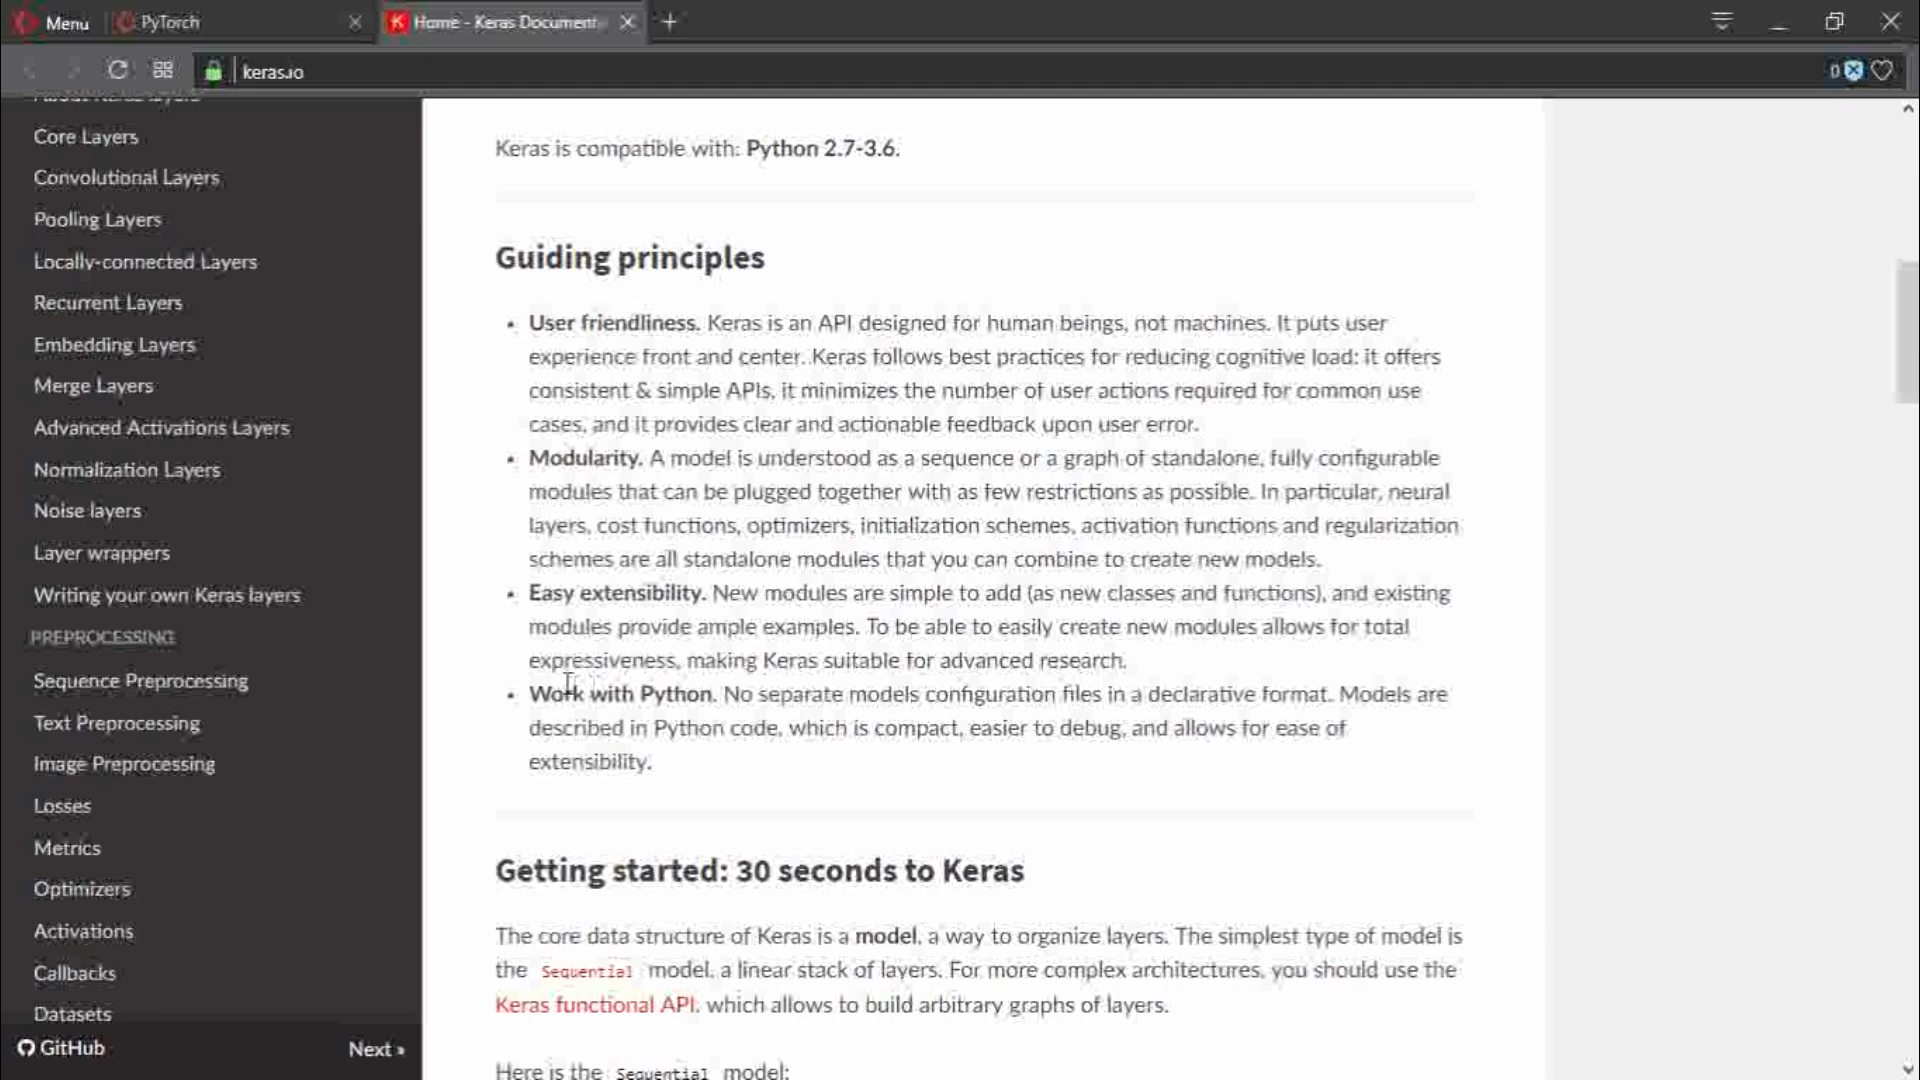 Menu
PyTorch
Home - Keras Document
keras.io
0
About Keras layers
Core Layers
Convolutional Layers
Pooling Layers
Locally-connected Layers
Recurrent Layers
Embedding Layers
Merge Layers
Advanced Activations Layers
Normalization Layers
Noise layers
Layer wrappers
Writing your own Keras layers
PREPROCESSING
Sequence Preprocessing
Text Preprocessing
Image Preprocessing
Losses
Metrics
Optimizers
Activations
Callbacks
Datasets
GitHub
Next »
Keras is compatible with: Python 2.7-3.6.
Guiding principles
• User friendliness. Keras is an API designed for human beings, not machines. It puts user
experience front and center. Keras follows best practices for reducing cognitive load: it offers
consistent & simple APIs, it minimizes the number of user actions required for common use
cases, and it provides clear and actionable feedback upon user error.
• Modularity. A model is understood as a sequence or a graph of standalone, fully configurable
modules that can be plugged together with as few restrictions as possible. In particular, neural
layers, cost functions, optimizers, initialization schemes, activation functions and regularization
schemes are all standalone modules that you can combine to create new models.
• Easy extensibility. New modules are simple to add (as new classes and functions), and existing
modules provide ample examples. To be able to easily create new modules allows for total
expressiveness, making Keras suitable for advanced research.
• Work with Python. No separate models configuration files in a declarative format. Models are
described in Python code, which is compact, easier to debug, and allows for ease of
extensibility.
Getting started: 30 seconds to Keras
The core data structure of Keras is a model, a way to organize layers. The simplest type of model is
the Sequential model, a linear stack of layers. For more complex architectures, you should use the
Keras functional API, which allows to build arbitrary graphs of layers.
Here is the Sequential model: